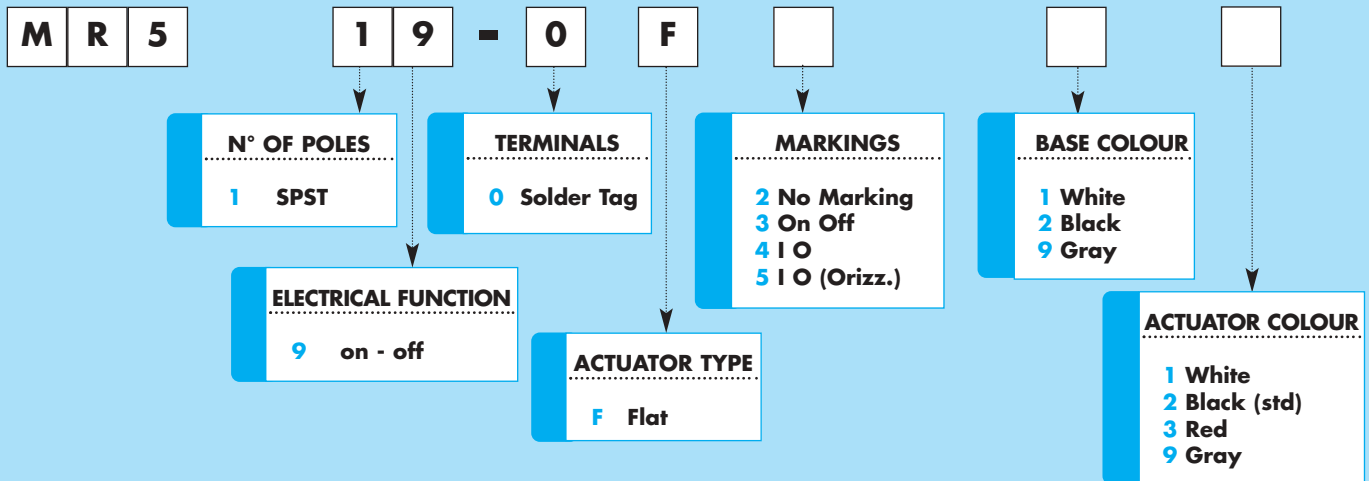 M R 5 1 9 - 0 F
N° OF POLES
1 SPST
TERMINALS
0 Solder Tag
MARKINGS
2 No Marking
3 On Off
4 I O
5 I O (Orizz.)
BASE COLOUR
1 White
2 Black
9 Gray
ELECTRICAL FUNCTION
9 on - off
ACTUATOR TYPE
F Flat
ACTUATOR COLOUR
1 White
2 Black (std)
3 Red
9 Gray